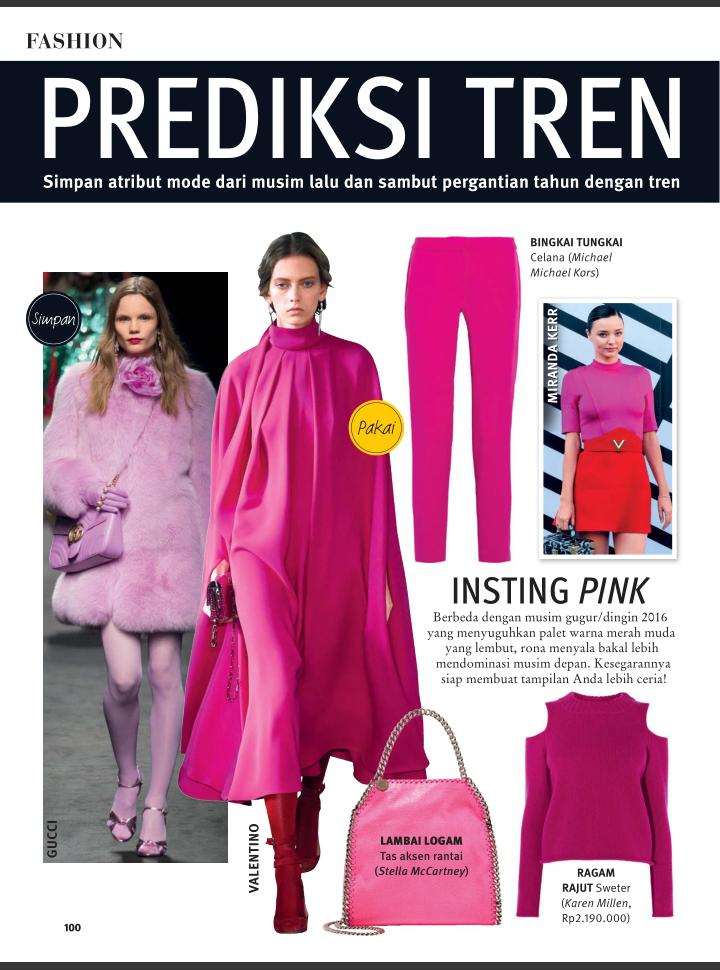 FASHION
PREDIKSI TREN
Simpan atribut mode dari musim lalu dan sambut pergantian tahun dengan tren
BINGKAI TUNGKAI
Celana (Michael
Michael Kors)
Simpan
Pakai
MIRANDA KERR
INSTING PINK
Berbeda dengan musim gugur/dingin 2016
yang menyuguhkan palet warna merah muda
yang lembut, rona menyala bakal lebih
mendominasi musim depan. Kesegarannya
siap membuat tampilan Anda lebih ceria!
GUCCI
VALENTINO
LAMBAI LOGAM
Tas aksen rantai
(Stella McCartney)
RAGAM
RAJUT Sweter
(Karen Millen,
Rp2.190.000)
100